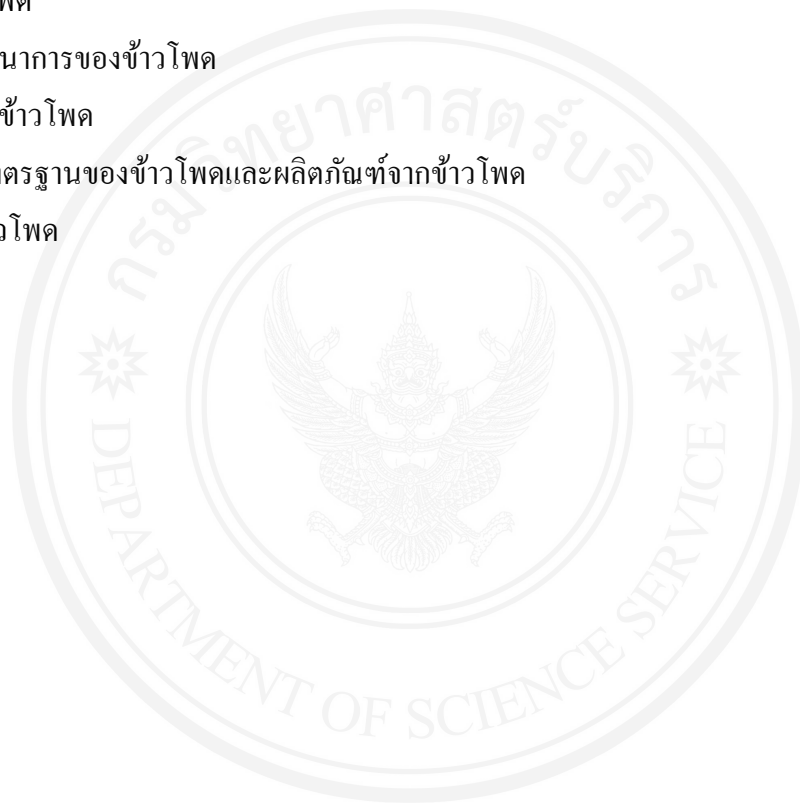 นาการของข้าวโพด
ข้าวโพด
ตรฐานของข้าวโพดและผลิตภัณฑ์จากข้าวโพด
วโพด
กรมวิทยาศาสตร์บริการ
DEPARTMENT OF SCIENCE SERVICE